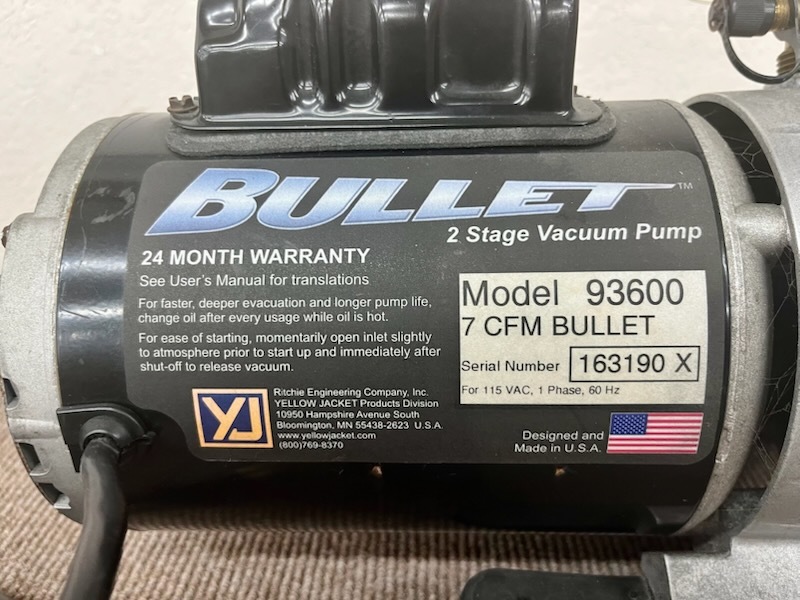 BULLET™
2 Stage Vacuum Pump
24 MONTH WARRANTY
See User's Manual for translations
For faster, deeper evacuation and longer pump life,
change oil after every usage while oil is hot.
For ease of starting, momentarily open inlet slightly
to atmosphere prior to start up and immediately after
shut-off to release vacuum.
Model 93600
7 CFM BULLET
Serial Number 163190 X
For 115 VAC, 1 Phase, 60 Hz
YJ
Ritchie Engineering Company, Inc.
YELLOW JACKET Products Division
10950 Hampshire Avenue South
Bloomington, MN 55438-2623 U.S.A.
www.yellowjacket.com
(800)769-8370
Designed and
Made in U.S.A.